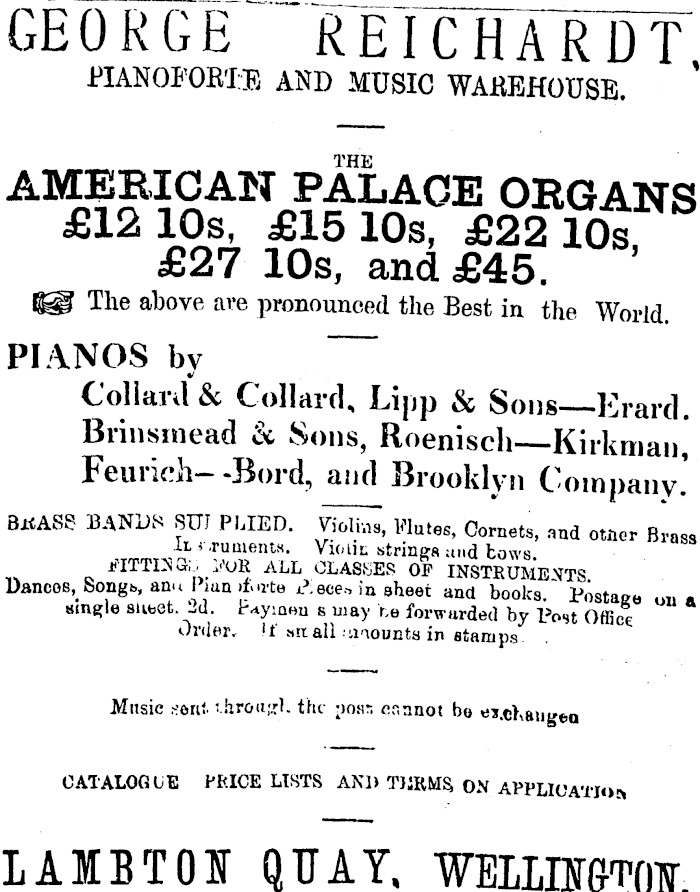 GEORGE REICHARDT,
PIANOFORTE AND MUSIC WAREHOUSE.
THE
AMERICAN PALACE ORGANS
£12 10s, £15 10s, £22 10s,
£27 10s, and £45.
☞ The above are pronounced the Best in the World.
PIANOS by
Collard & Collard, Lipp & Sons—Erard.
Brinsmead & Sons, Roenisch—Kirkman,
Feurich--Bord, and Brooklyn Company.
BRASS BANDS SUPPLIED. Violins, Flutes, Cornets, and other Brass
Instruments. Violin strings and bows.
FITTINGS FOR ALL CLASSES OF INSTRUMENTS.
Dances, Songs, and Pianoforte Pieces in sheet and books. Postage on a
single sheet, 2d. Payments may be forwarded by Post Office
Order. If small amounts in stamps.
Music sent through the post cannot be exchanged
CATALOGUE PRICE LISTS AND TERMS, ON APPLICATION
LAMBTON QUAY, WELLINGTON.